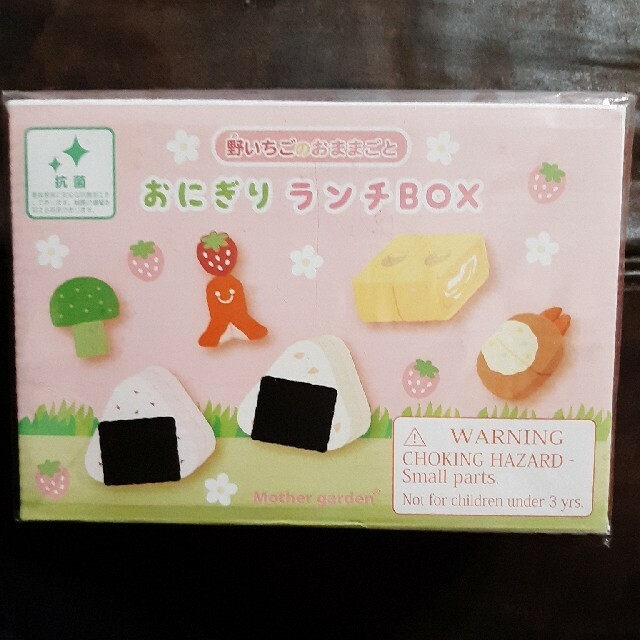 抗菌
野いちごのおままごと
の
おにぎり ランチBOX
Mother garden®
WARNING
CHOKING HAZARD -
Small parts.
Not for children under 3 yrs.